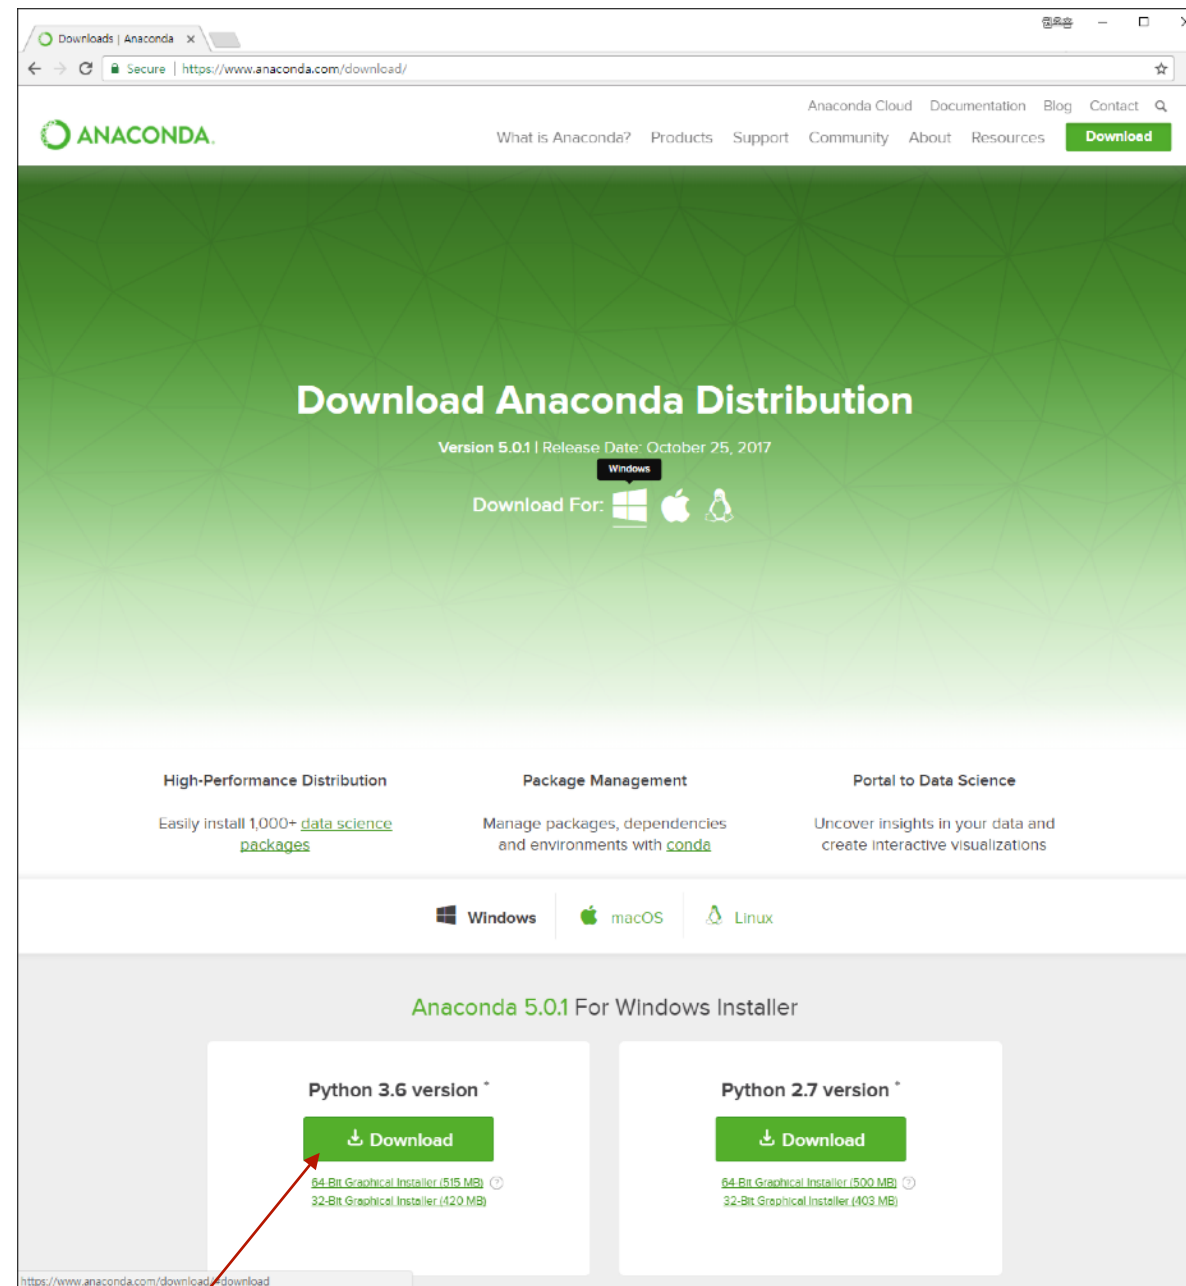 Downloads | Anaconda
Secure | https://www.anaconda.com/download/
Anaconda Cloud Documentation Blog Contact
ANACONDA.
What is Anaconda? Products Support Community About Resources Download
Download Anaconda Distribution
Version 5.0.1 | Release Date: October 25, 2017
Windows
Download For:
High-Performance Distribution
Easily install 1,000+ data science
packages
Package Management
Manage packages, dependencies
and environments with conda
Portal to Data Science
Uncover insights in your data and
create interactive visualizations
Windows macOS Linux
Anaconda 5.0.1 For Windows Installer
Python 3.6 version *
Download
64-Bit Graphical Installer (515 MB) ?
32-Bit Graphical Installer (420 MB)
Python 2.7 version *
Download
64-Bit Graphical Installer (500 MB) ?
32-Bit Graphical Installer (403 MB)
https://www.anaconda.com/download/#download